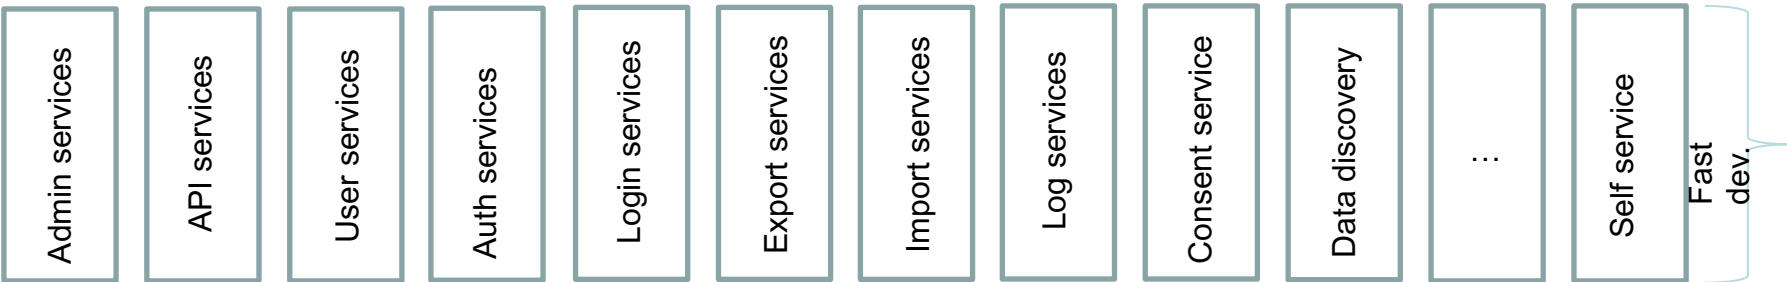 Admin services
API services
User services
Auth services
Login services
Export services
Import services
Log services
Consent service
Data discovery
...
Self service
Fast
dev.